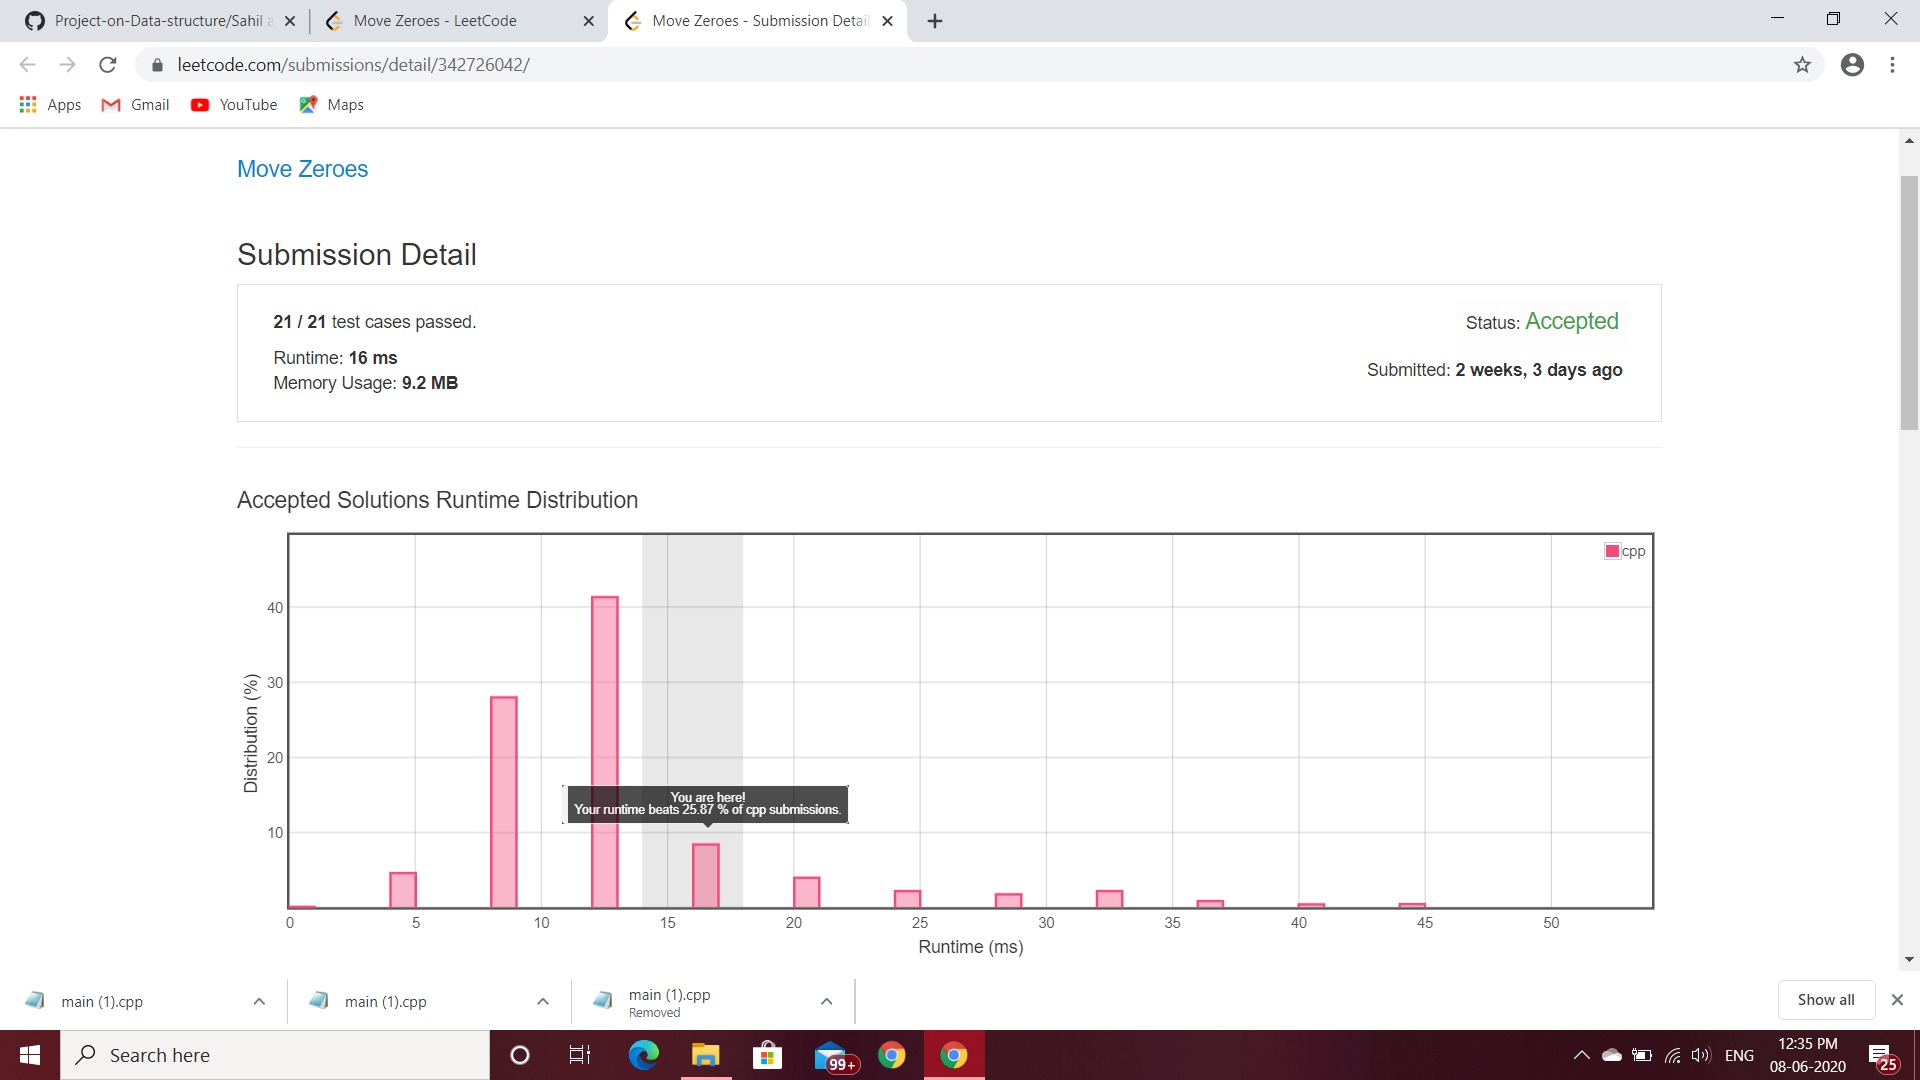 Project-on-Data-structure/Sahil a
Move Zeroes - LeetCode
Move Zeroes - Submission Detail
leetcode.com/submissions/detail/342726042/
Apps
Gmail
YouTube
Maps
Move Zeroes
Submission Detail
21 / 21 test cases passed.
Status: Accepted
Runtime: 16 ms
Submitted: 2 weeks, 3 days ago
Memory Usage: 9.2 MB
Accepted Solutions Runtime Distribution
cpp
Distribution (%)
40
30
20
10
You are here!
Your runtime beats 25.87 % of cpp submissions.
0 5 10 15 20 25 30 35 40 45 50
Runtime (ms)
main (1).cpp
main (1).cpp
main (1).cpp
Removed
Show all
Search here
99+
ENG
12:35 PM
08-06-2020
25